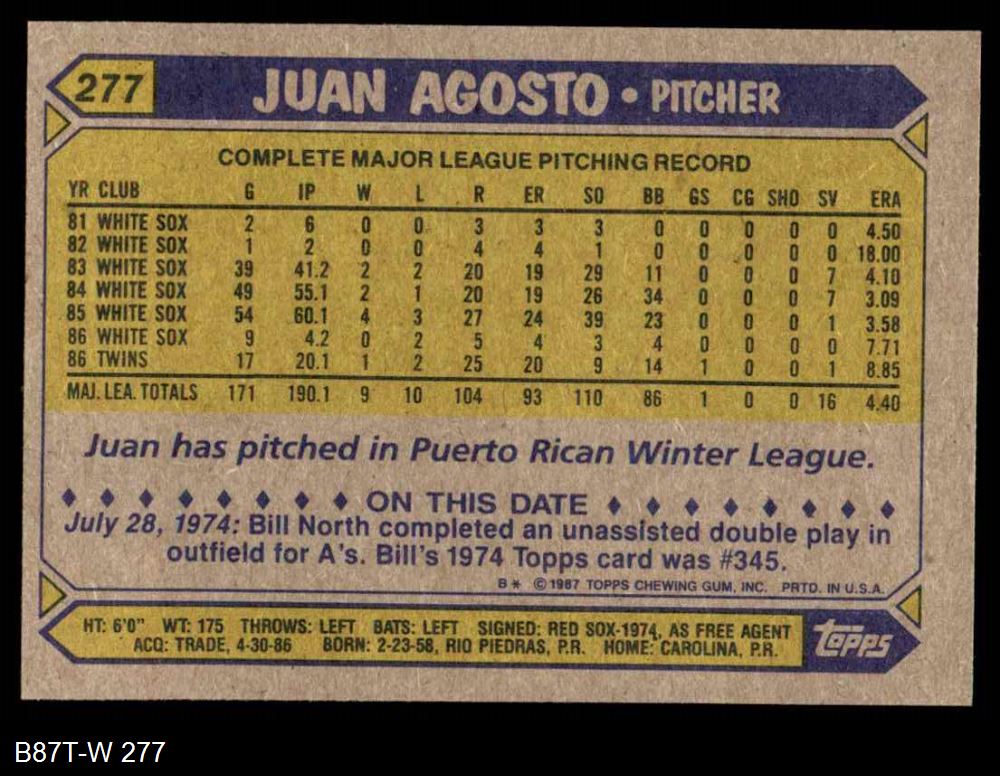 277 JUAN AGOSTO • PITCHER
COMPLETE MAJOR LEAGUE PITCHING RECORD
YR CLUB G IP W L R ER SO BB GS CG SHO SV ERA
81 WHITE SOX 2 6 0 0 3 3 3 0 0 0 0 0 4.50
82 WHITE SOX 1 2 0 0 4 4 1 0 0 0 0 0 18.00
83 WHITE SOX 39 41.2 2 2 20 19 29 11 0 0 0 7 4.10
84 WHITE SOX 49 55.1 2 1 20 19 26 34 0 0 0 7 3.09
85 WHITE SOX 54 60.1 4 3 27 24 39 23 0 0 0 1 3.58
86 WHITE SOX 9 4.2 0 2 5 4 3 4 0 0 0 0 7.71
86 TWINS 17 20.1 1 2 25 20 9 14 1 0 0 1 8.85
MAJ. LEA. TOTALS 171 190.1 9 10 104 93 110 86 1 0 0 16 4.40
Juan has pitched in Puerto Rican Winter League.
♦ ♦ ♦ ♦ ♦ ♦ ♦ ♦ ON THIS DATE ♦ ♦ ♦ ♦ ♦ ♦ ♦ ♦
July 28, 1974: Bill North completed an unassisted double play in
outfield for A's. Bill's 1974 Topps card was #345.
B* © 1987 TOPPS CHEWING GUM, INC. PRTD. IN U.S.A.
HT: 6'0" WT: 175 THROWS: LEFT BATS: LEFT SIGNED: RED SOX-1974, AS FREE AGENT
ACQ: TRADE, 4-30-86 BORN: 2-23-58, RIO PIEDRAS, P.R. HOME: CAROLINA, P.R.
topps
B87T-W 277